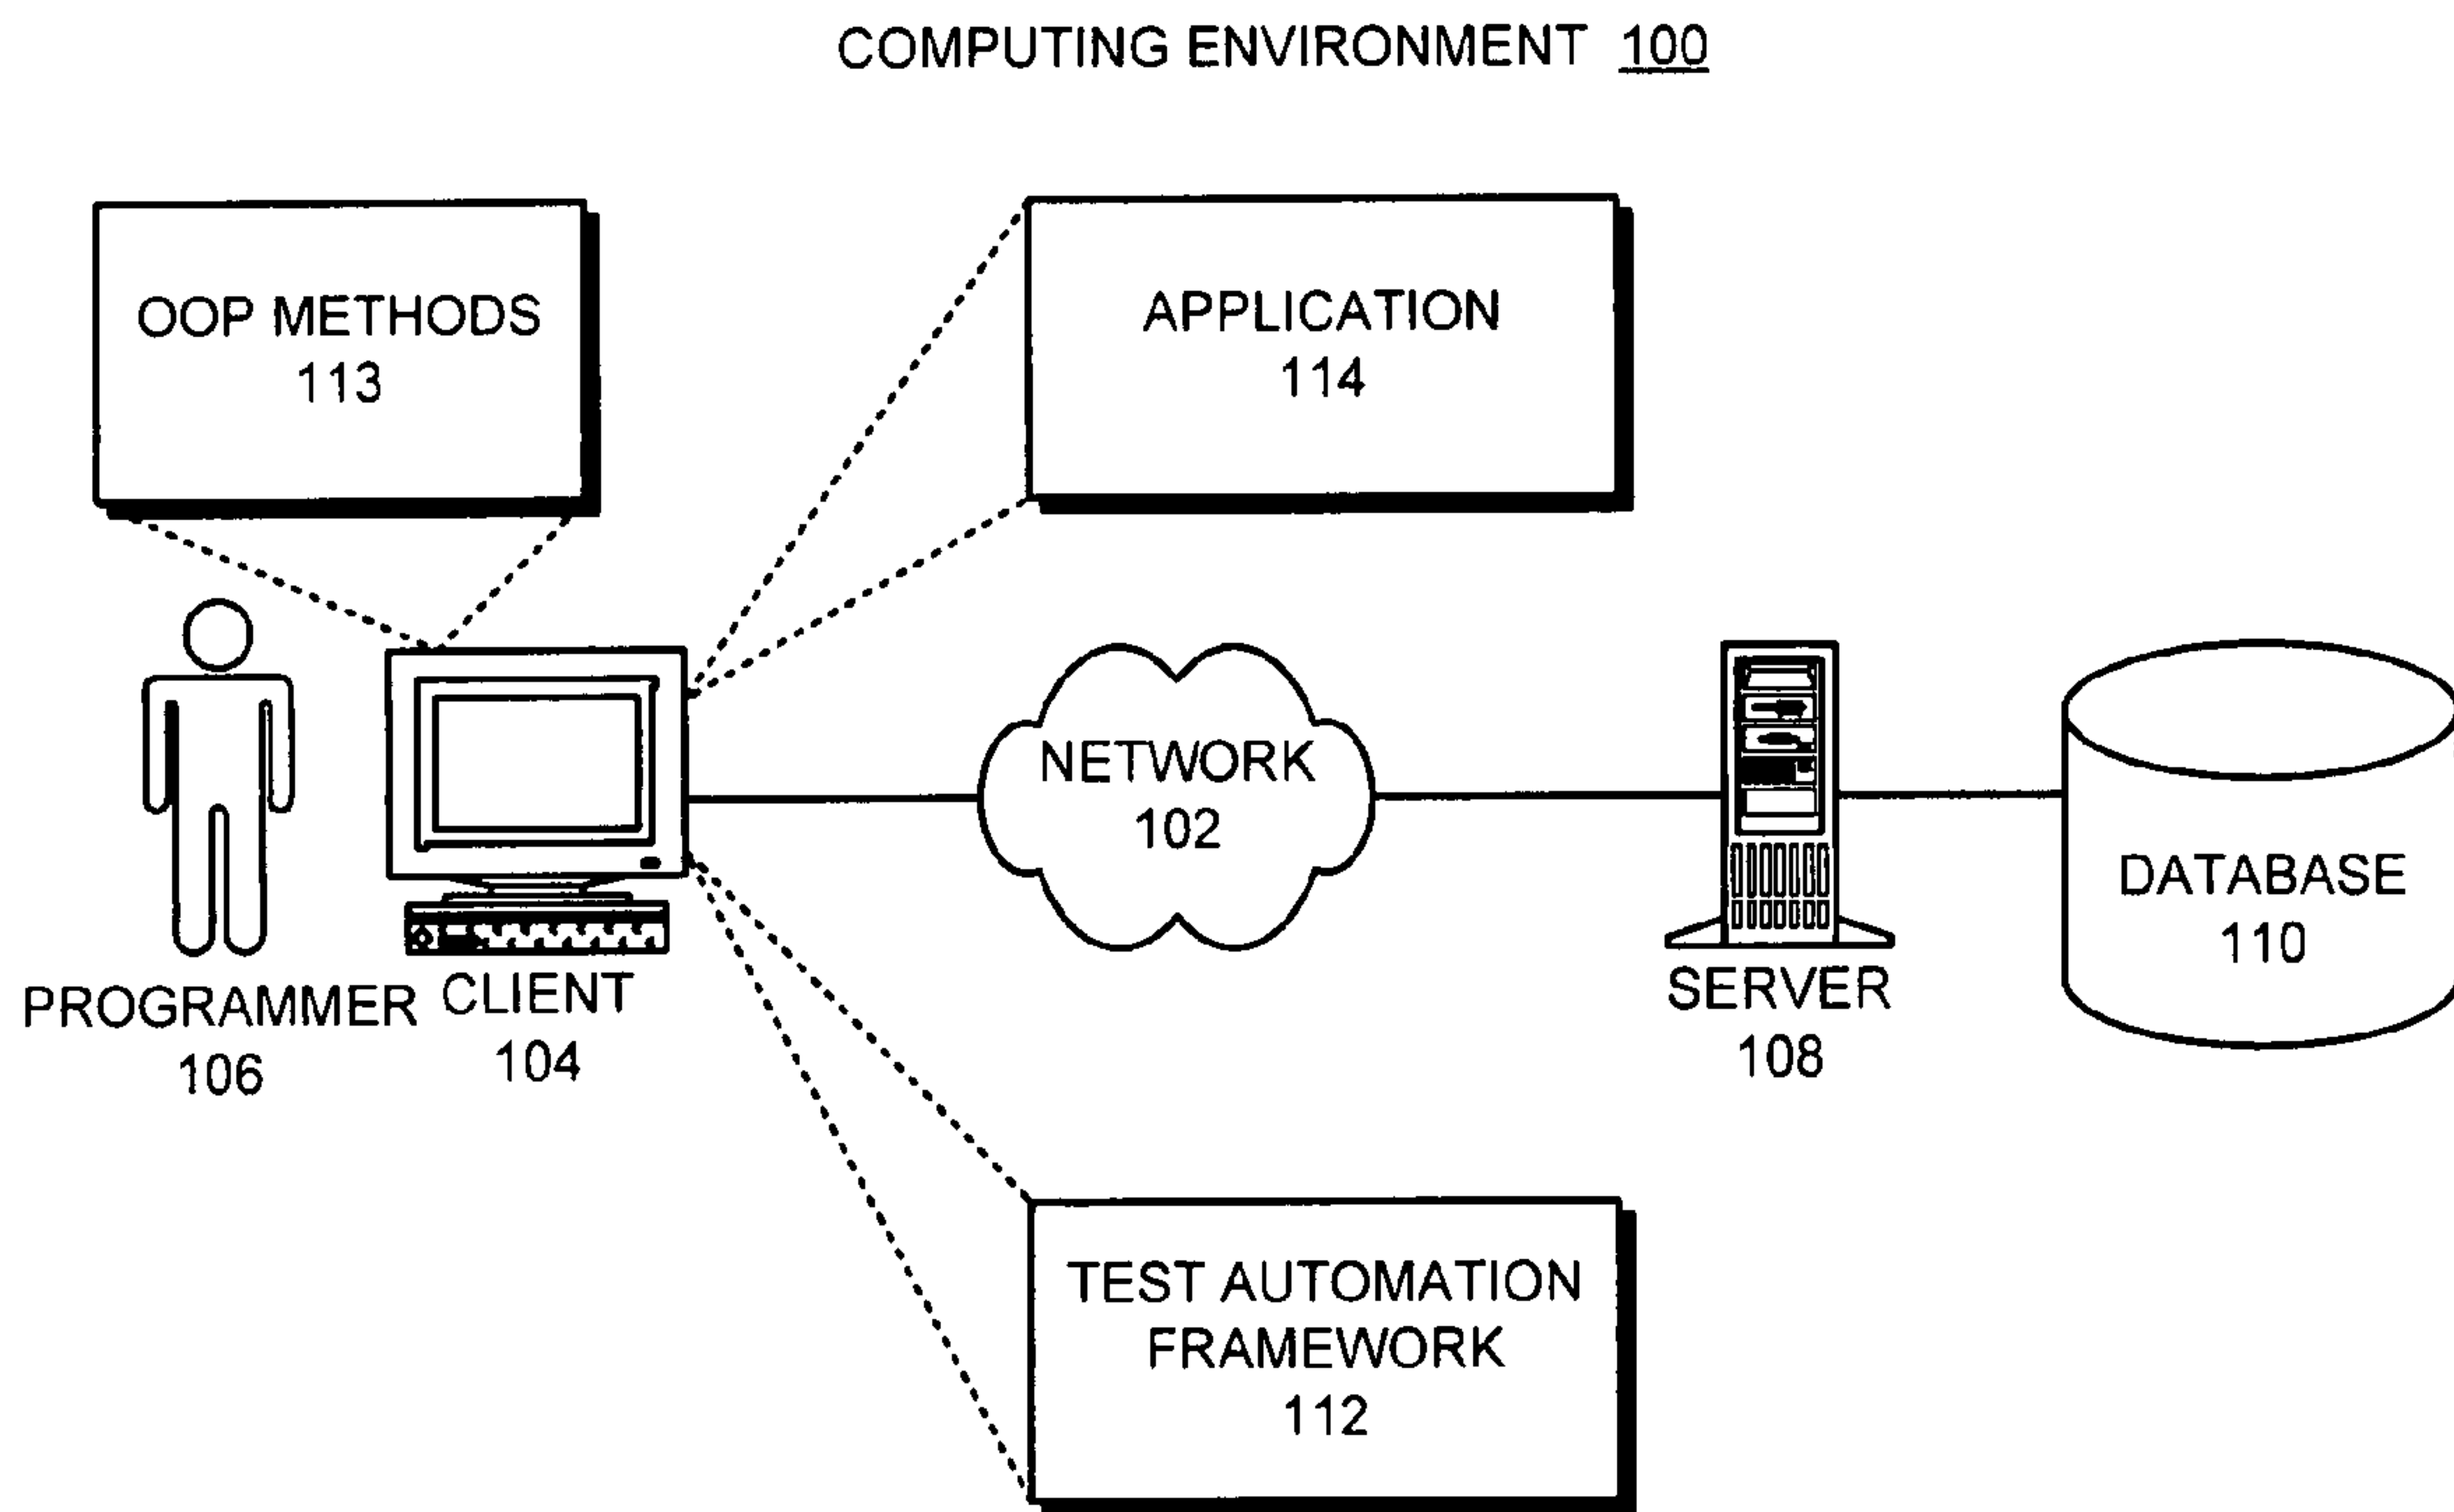 COMPUTING ENVIRONMENT 100
OOP METHODS
113
APPLICATION
114
NETWORK
102
DATABASE
110
PROGRAMMER
106
CLIENT
104
SERVER
108
TEST AUTOMATION
FRAMEWORK
112